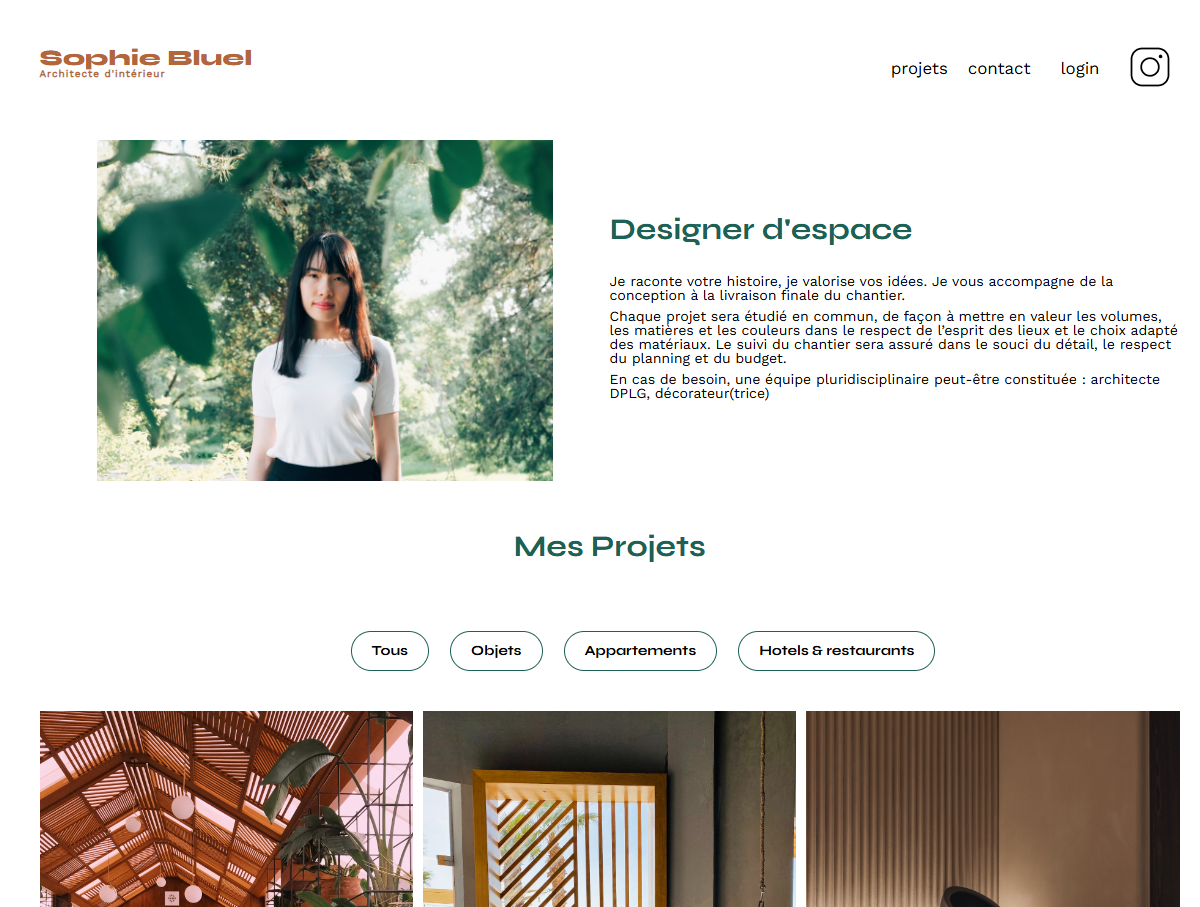 Sophie Bluel
Architecte d'intérieur
projets
contact
login
Designer d'espace
Je raconte votre histoire, je valorise vos idées. Je vous accompagne de la
conception à la livraison finale du chantier.
Chaque projet sera étudié en commun, de façon à mettre en valeur les volumes,
les matières et les couleurs dans le respect de l’esprit des lieux et le choix adapté
des matériaux. Le suivi du chantier sera assuré dans le souci du détail, le respect
du planning et du budget.
En cas de besoin, une équipe pluridisciplinaire peut-être constituée : architecte
DPLG, décorateur(trice)
Mes Projets
Tous
Objets
Appartements
Hotels & restaurants